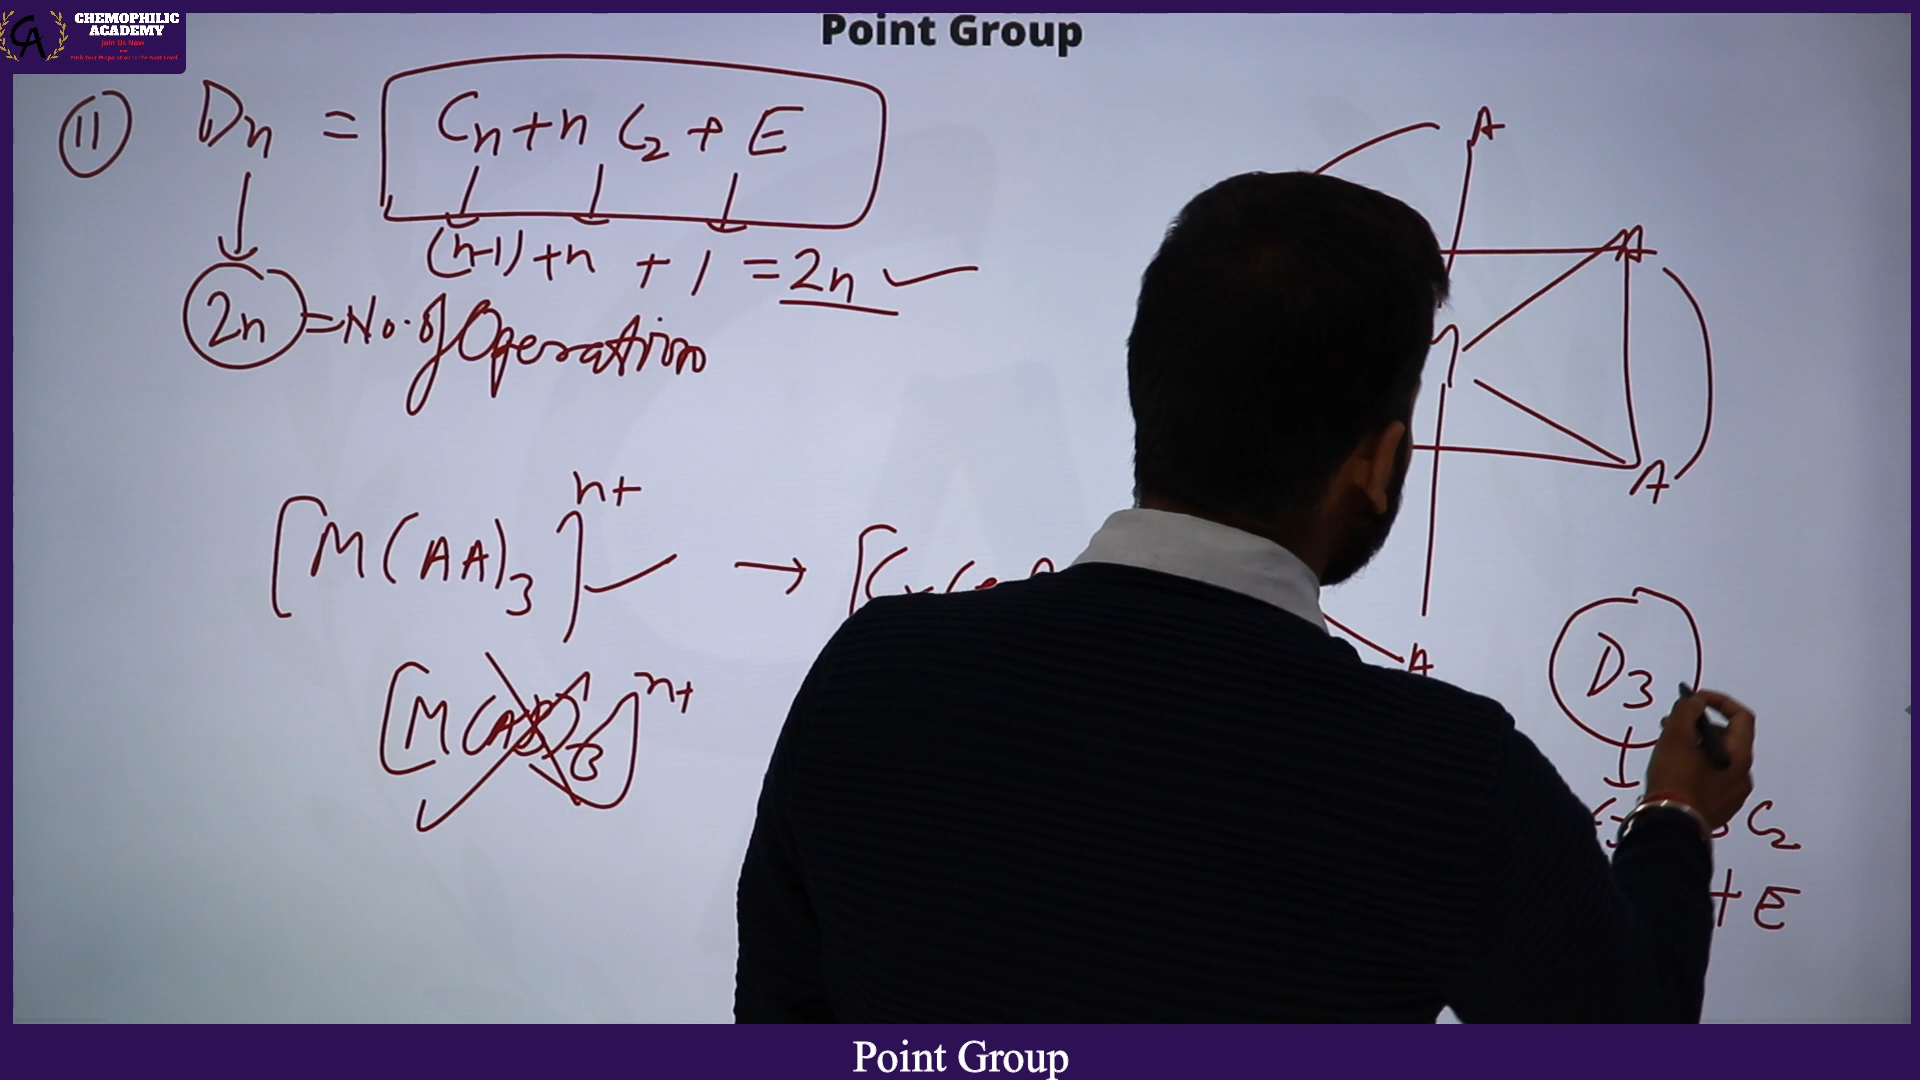 CHEMOPHILIC
ACADEMY
Join Us Now
Point Group
11 Dn = Cn + n C2 + E
(n-1) + n + 1 = 2n
2n = No. of Operation
[M(AA)3]n+ →
[M(AB)3]n+
A
A
A
A
D3
C2
+ E
Point Group